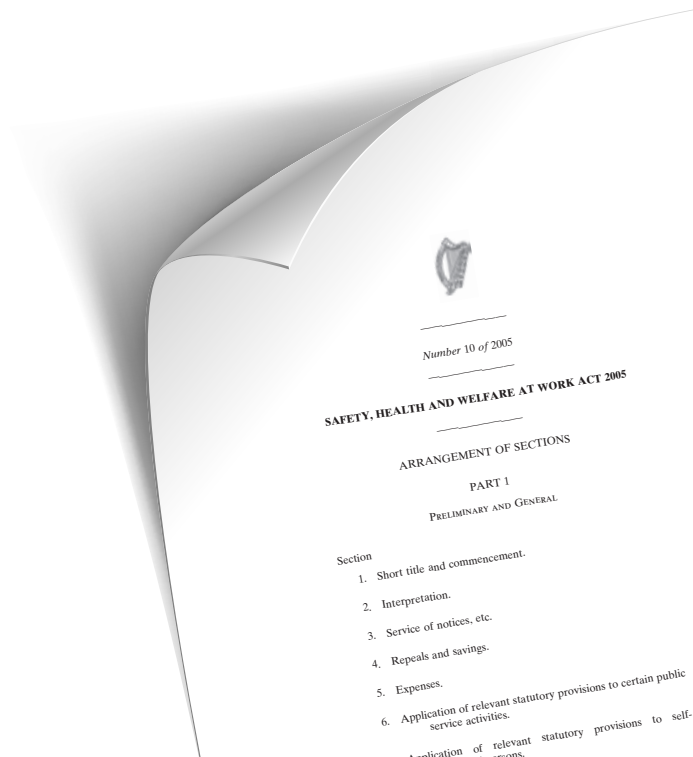 Number 10 of 2005
SAFETY, HEALTH AND WELFARE AT WORK ACT 2005
ARRANGEMENT OF SECTIONS
PART 1
Preliminary and General
Section
1. Short title and commencement.
2. Interpretation.
3. Service of notices, etc.
4. Repeals and savings.
5. Expenses.
6. Application of relevant statutory provisions to certain public
service activities.
of relevant statutory provisions to self-